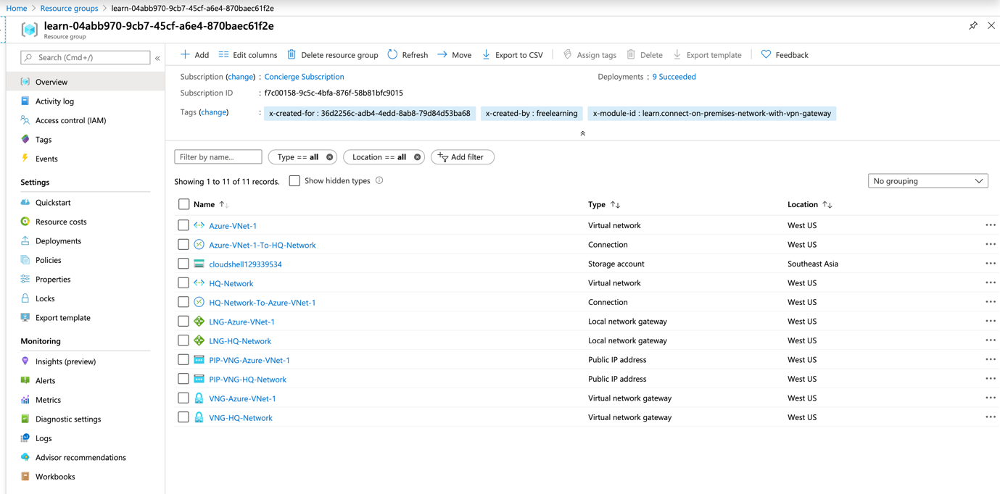 Home > Resource groups > learn-04abb970-9cb7-45cf-a6e4-870baec61f2e
learn-04abb970-9cb7-45cf-a6e4-870baec61f2e
Resource group
Search (Cmd+/)
Overview
Activity log
Access control (IAM)
Tags
Events
Settings
Quickstart
Resource costs
Deployments
Policies
Properties
Locks
Export template
Monitoring
Insights (preview)
Alerts
Metrics
Diagnostic settings
Logs
Advisor recommendations
Workbooks
Add Edit columns Delete resource group Refresh Move Export to CSV Assign tags Delete Export template Feedback
Subscription (change) : Concierge Subscription Deployments : 9 Succeeded
Subscription ID : f7c00158-9c5c-4bfa-876f-58b81bfc9015
Tags (change) : x-created-for : 36d2256c-adb4-4edd-8ab8-79d84d53ba68 x-created-by : freelearning x-module-id : learn.connect-on-premises-network-with-vpn-gateway
Filter by name... Type == all Location == all Add filter
Showing 1 to 11 of 11 records. Show hidden types No grouping
Name Type Location
Azure-VNet-1 Virtual network West US
Azure-VNet-1-To-HQ-Network Connection West US
cloudshell129339534 Storage account Southeast Asia
HQ-Network Virtual network West US
HQ-Network-To-Azure-VNet-1 Connection West US
LNG-Azure-VNet-1 Local network gateway West US
LNG-HQ-Network Local network gateway West US
PIP-VNG-Azure-VNet-1 Public IP address West US
PIP-VNG-HQ-Network Public IP address West US
VNG-Azure-VNet-1 Virtual network gateway West US
VNG-HQ-Network Virtual network gateway West US